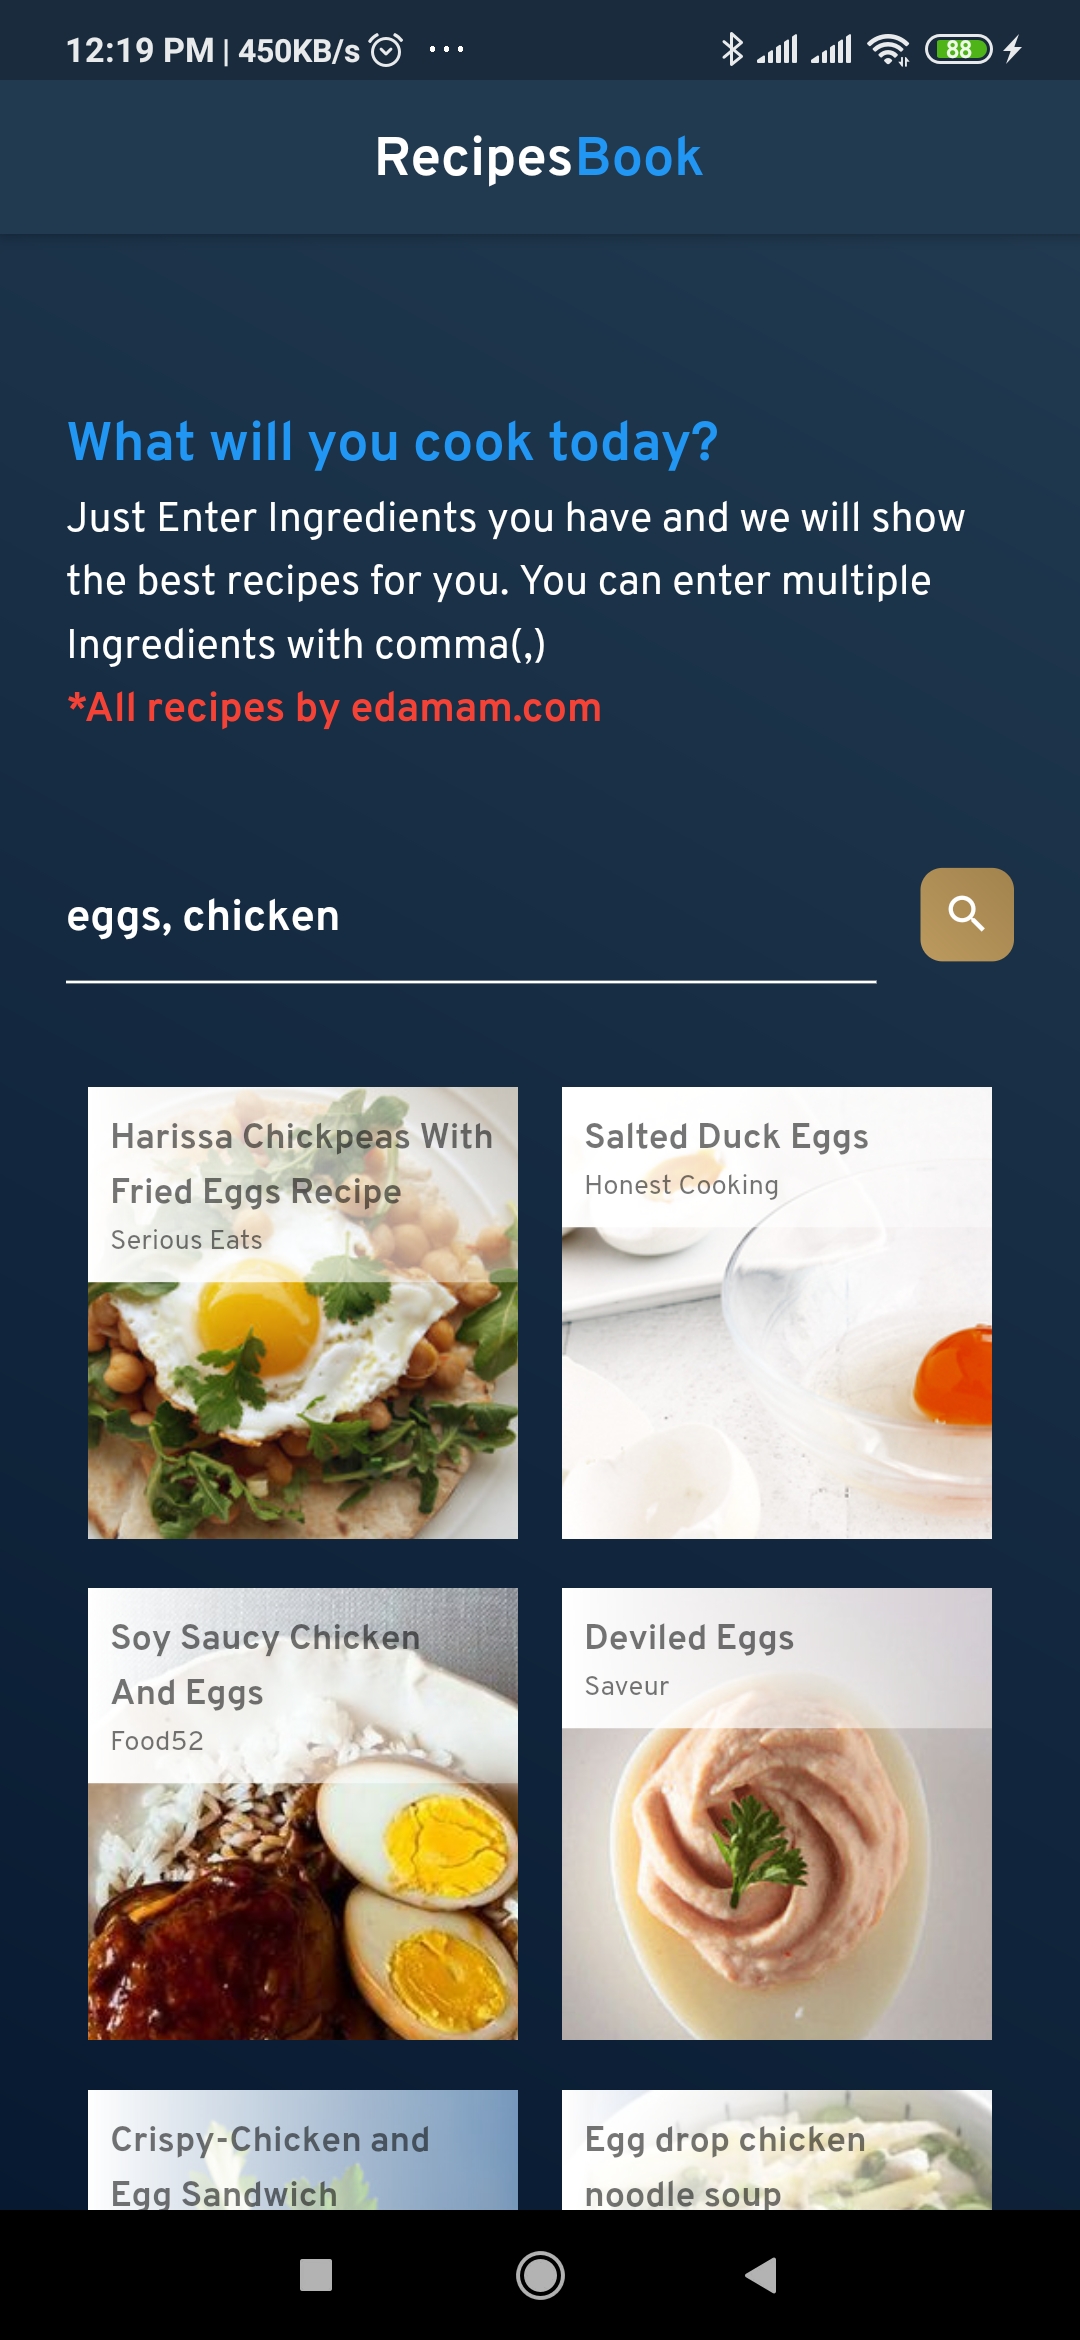 12:19 PM | 450KB/s ...
88
RecipesBook
What will you cook today?
Just Enter Ingredients you have and we will show
the best recipes for you. You can enter multiple
Ingredients with comma(,)
*All recipes by edamam.com
eggs, chicken
Harissa Chickpeas With
Fried Eggs Recipe
Serious Eats
Salted Duck Eggs
Honest Cooking
Soy Saucy Chicken
And Eggs
Food52
Deviled Eggs
Saveur
Crispy-Chicken and
Egg Sandwich
Egg drop chicken
noodle soup